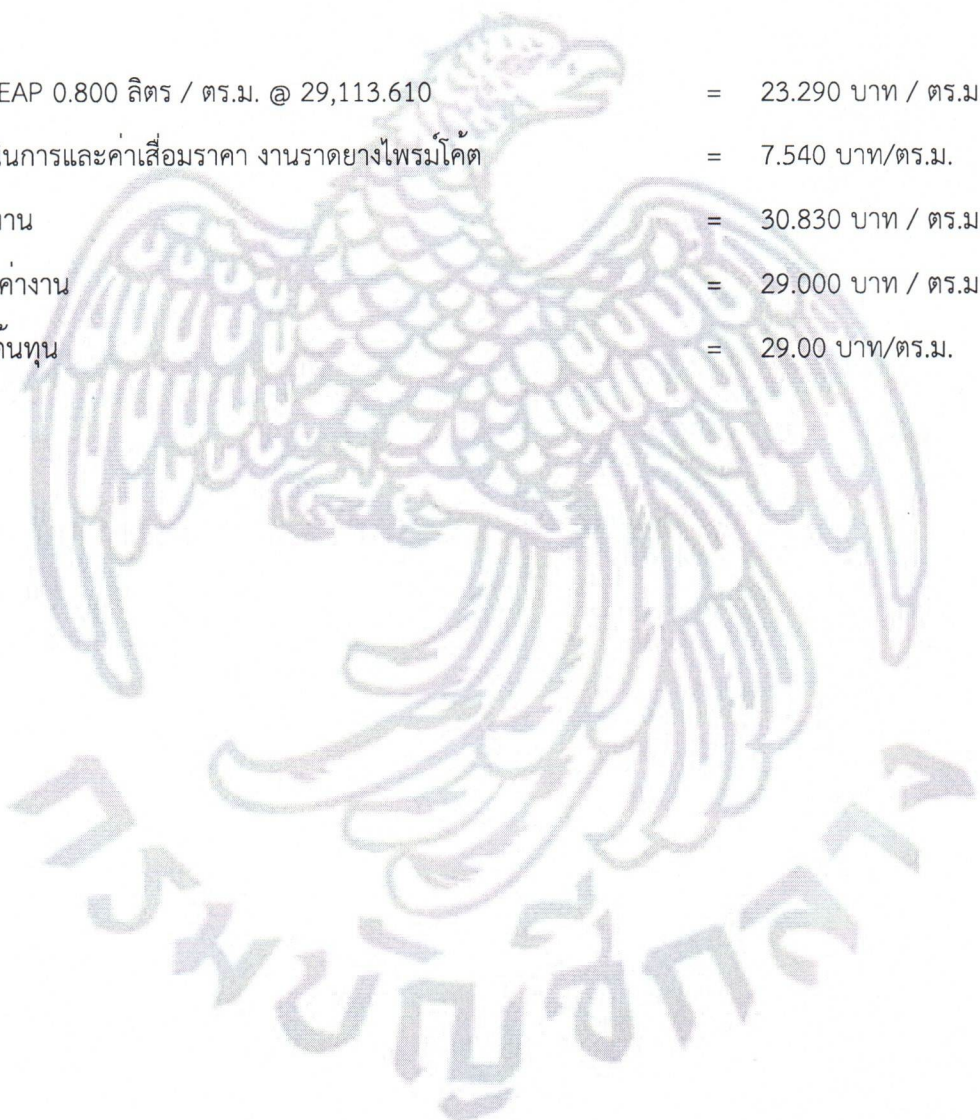 EAP 0.800 ลิตร / ตร.ม. @ 29,113.610 = 23.290 บาท / ตร.ม
นการและค่าเสื่อมราคา งานราดยางไพรม์โค้ต = 7.540 บาท/ตร.ม.
าน = 30.830 บาท / ตร.ม
ค่างาน = 29.000 บาท / ตร.ม
ันทุน = 29.00 บาท/ตร.ม.
กรมบัญชีกลาง